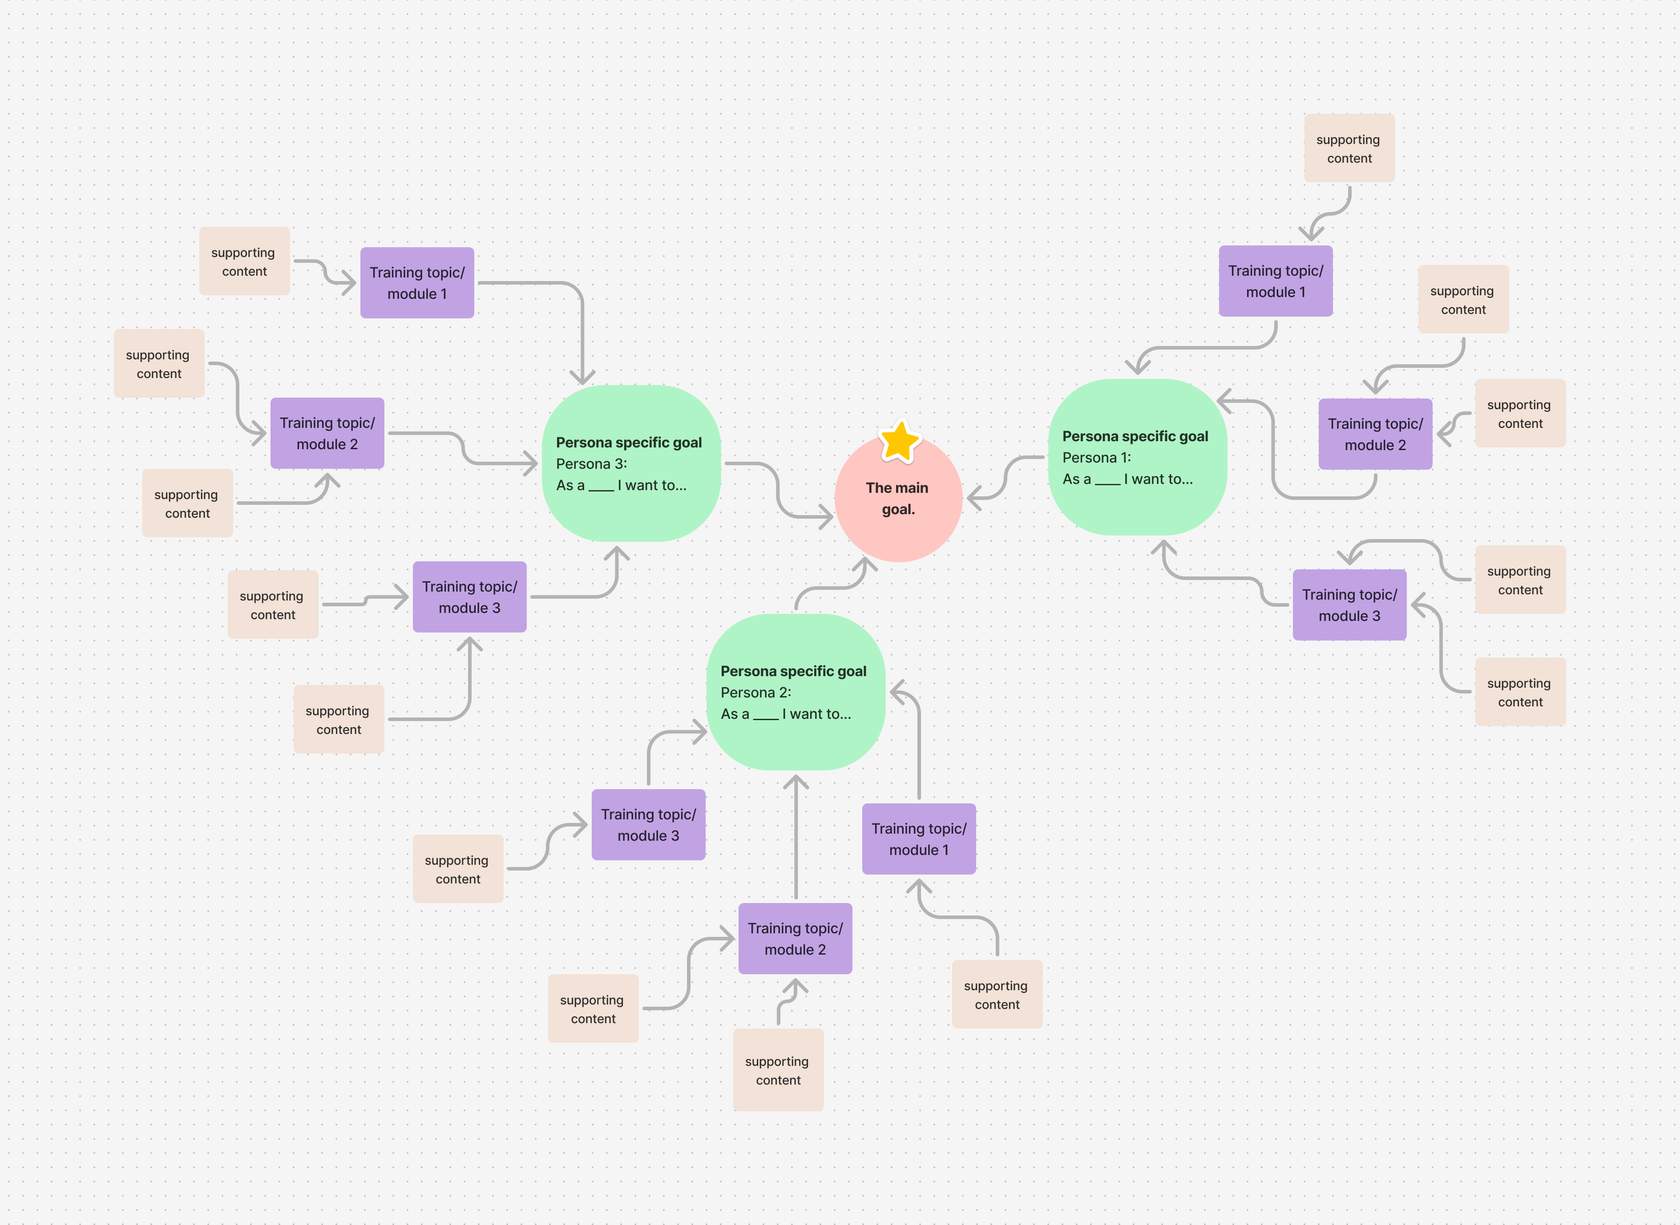 supporting
content
Training topic/
module 1
supporting
content
Training topic/
module 2
supporting
content
supporting
content
Training topic/
module 3
supporting
content
Persona specific goal
Persona 3:
As a ____ I want to...
The main
goal.
Persona specific goal
Persona 1:
As a ____ I want to...
supporting
content
Training topic/
module 1
supporting
content
Training topic/
module 2
supporting
content
supporting
content
Training topic/
module 3
supporting
content
Persona specific goal
Persona 2:
As a ____ I want to...
Training topic/
module 3
supporting
content
Training topic/
module 1
Training topic/
module 2
supporting
content
supporting
content
supporting
content